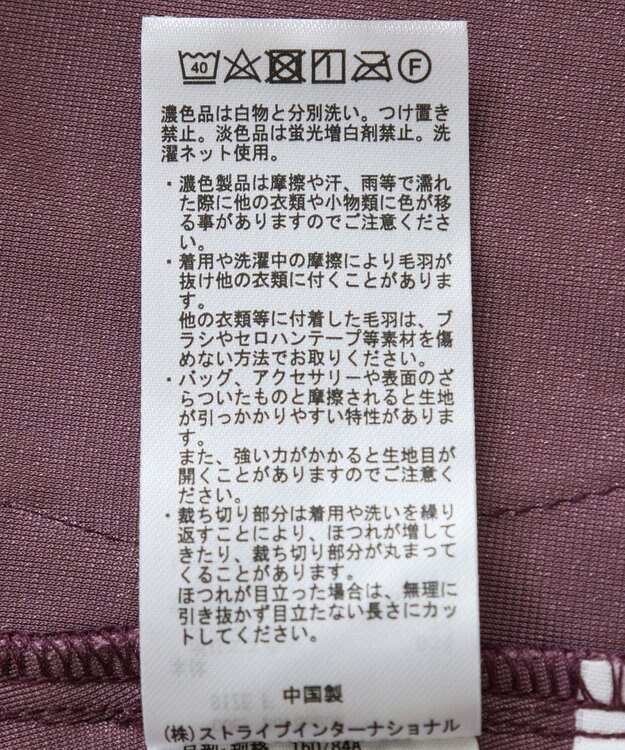 40 F
濃色品は白物と分別洗い。つけ置き
禁止。淡色品は蛍光増白剤禁止。洗
濯ネット使用。
・濃色製品は摩擦や汗、雨等で濡れ
た際に他の衣類や小物類に色が移
る事がありますのでご注意くださ
い。
・着用や洗濯中の摩擦により毛羽が
抜け他の衣類に付くことがありま
す。
他の衣類等に付着した毛羽は、ブ
ラシやセロハンテープ等素材を傷
めない方法でお取りください。
・バッグ、アクセサリーや表面のざ
らついたものと摩擦されると生地
が引っかかりやすい特性がありま
す。
また、強い力がかかると生地目が
開くことがありますのでご注意く
ださい。
・裁ち切り部分は着用や洗いを繰り
返すことにより、ほつれが増して
きたり、裁ち切り部分が丸まって
くることがあります。
ほつれが目立った場合は、無理に
引き抜かず目立たない長さにカッ
トしてください。
中国製
(株)ストライプインターナショナル
160/84A